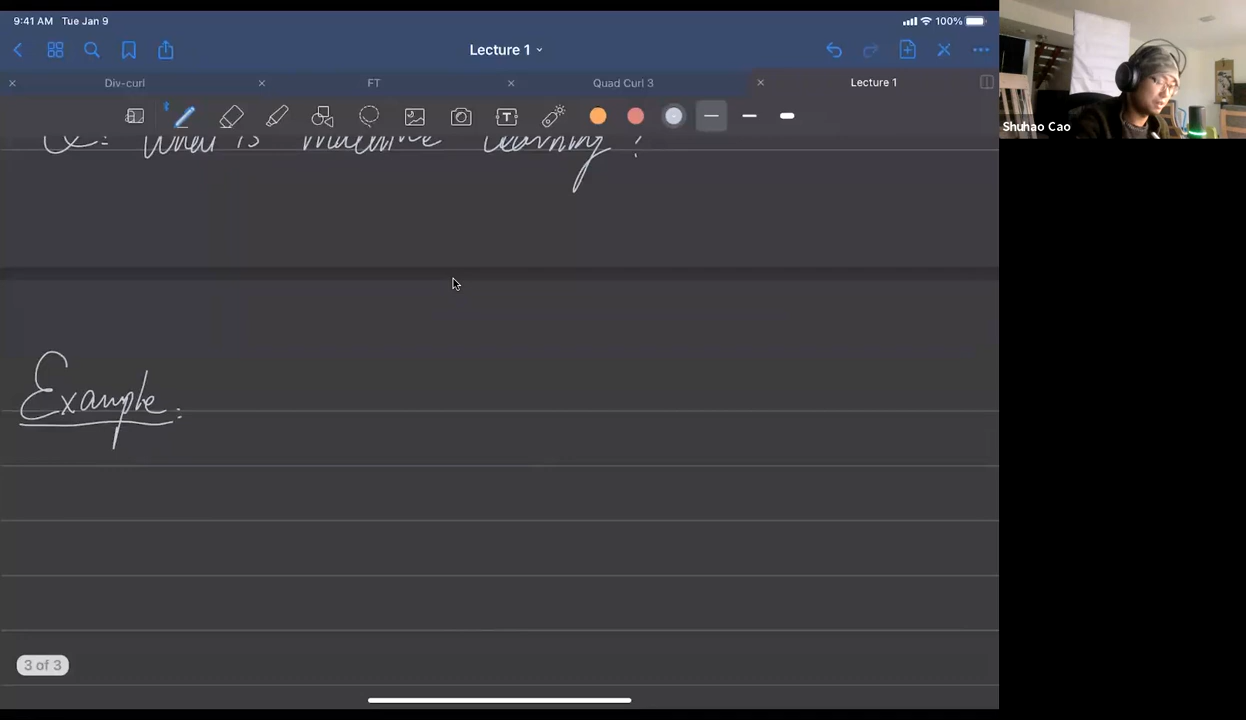 9:41 AM Tue Jan 9
100%
Lecture 1
Div-curl
FT
Quad Curl 3
Lecture 1
Shuhao Cao
Q: What is machine learning?
Example:
3 of 3